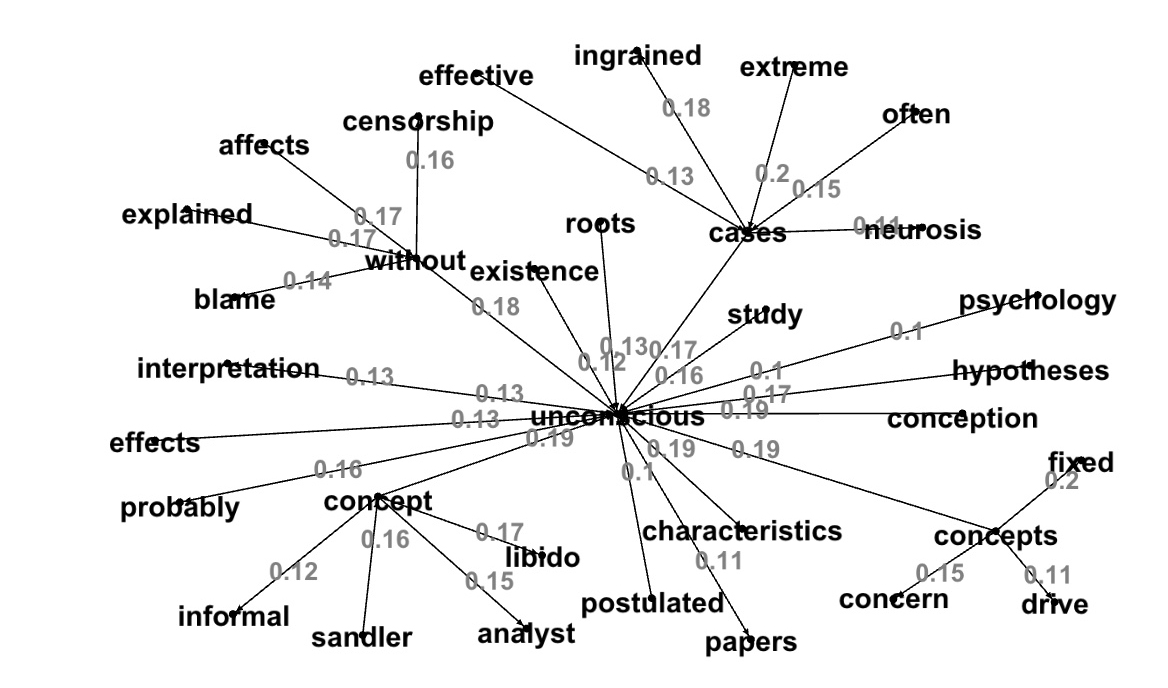 ingrained
extreme
effective
0.18
often
censorship
affects
0.16
0.13
0.2
0.15
explained
0.17
roots
cases
0.11
neurosis
0.17
without
existence
0.14
blame
0.18
study
psychology
0.1
0.13
0.17
0.12
interpretation
0.13
0.16
0.1
hypotheses
0.13
0.17
0.19
unconscious
conception
0.13
effects
0.19
0.19
0.19
0.16
0.1
fixed
0.2
probably
concept
0.17
characteristics
concepts
0.16
libido
0.11
0.12
0.15
0.15
0.11
informal
postulated
concern
drive
sandler
analyst
papers